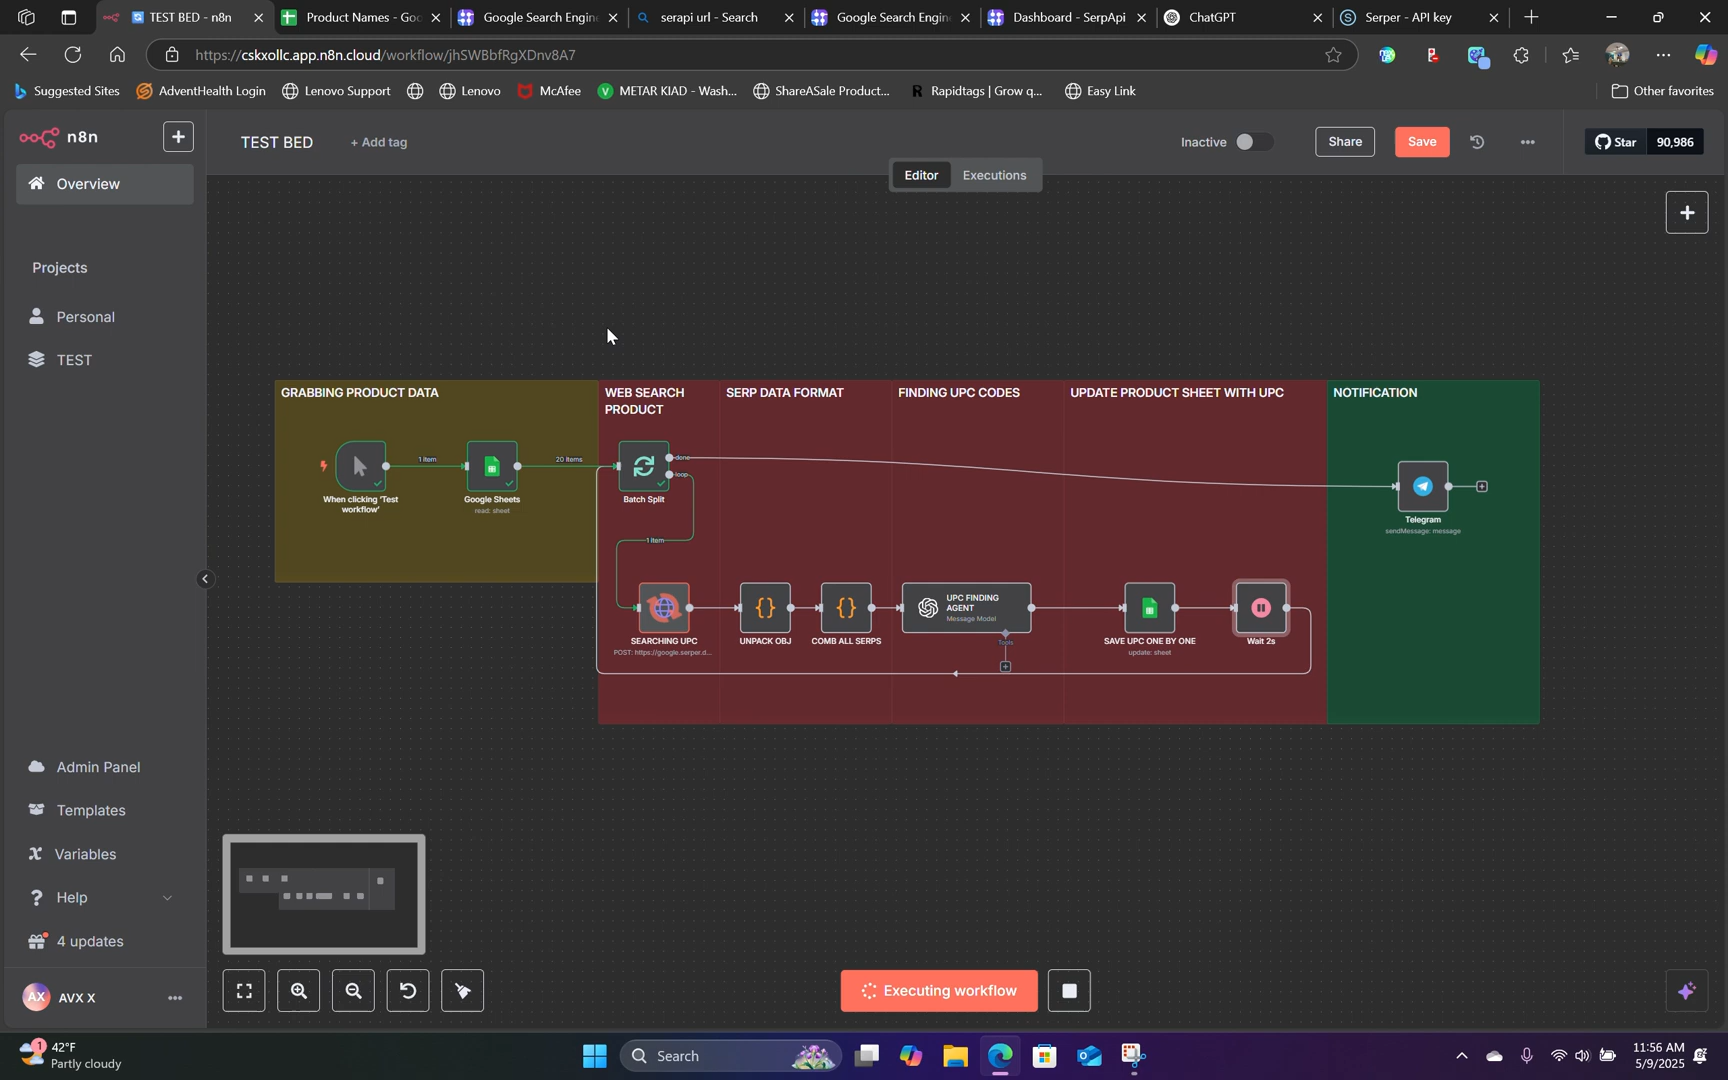 TEST BED - n8n
Product Names - Goo
Google Search Engin
serapi url - Search
Google Search Engin
Dashboard - SerpApi
ChatGPT
Serper - API key
https://cskxollc.app.n8n.cloud/workflow/jhSWBbfRgXDnv8A7
Suggested Sites
AdventHealth Login
Lenovo Support
Lenovo
McAfee
METAR KIAD - Wash...
ShareASale Product...
Rapidtags | Grow q...
Easy Link
Other favorites
n8n
TEST BED
+ Add tag
Inactive
Share
Save
Star
90,986
Overview
Editor
Executions
Projects
Personal
TEST
GRABBING PRODUCT DATA
WEB SEARCH
PRODUCT
SERP DATA FORMAT
FINDING UPC CODES
UPDATE PRODUCT SHEET WITH UPC
NOTIFICATION
1 item
20 items
done
loop
When clicking 'Test
workflow'
Google Sheets
read: sheet
Batch Split
Telegram
sendMessage: message
1 item
UPC FINDING
AGENT
Message Model
SEARCHING UPC
POST: https://google.serper.d...
UNPACK OBJ
COMB ALL SERPS
Tools
SAVE UPC ONE BY ONE
update: sheet
Wait 2s
Admin Panel
Templates
Variables
Help
4 updates
AX
AVX X
Executing workflow
1
42°F
Partly cloudy
Search
11:56 AM
5/9/2025